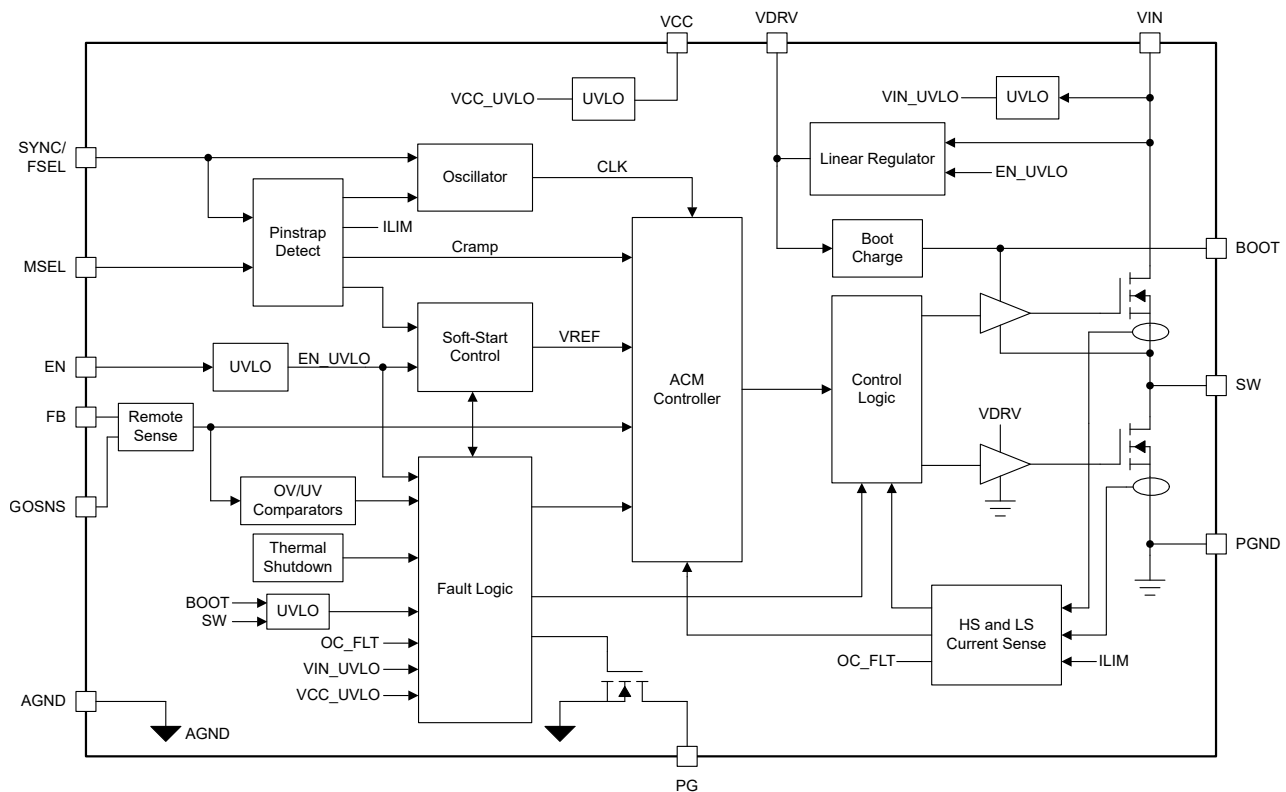 VCC
VDRV
VIN
VCC_UVLO
UVLO
VIN_UVLO
UVLO
SYNC/
FSEL
Oscillator
CLK
Linear Regulator
EN_UVLO
Pinstrap
Detect
ILIM
Cramp
MSEL
Boot
Charge
BOOT
Soft-Start
Control
VREF
EN
UVLO
EN_UVLO
ACM
Controller
Control
Logic
SW
FB
Remote
Sense
VDRV
GOSNS
OV/UV
Comparators
Thermal
Shutdown
Fault Logic
PGND
BOOT
SW
UVLO
OC_FLT
VIN_UVLO
VCC_UVLO
HS and LS
Current Sense
OC_FLT
ILIM
AGND
AGND
PG